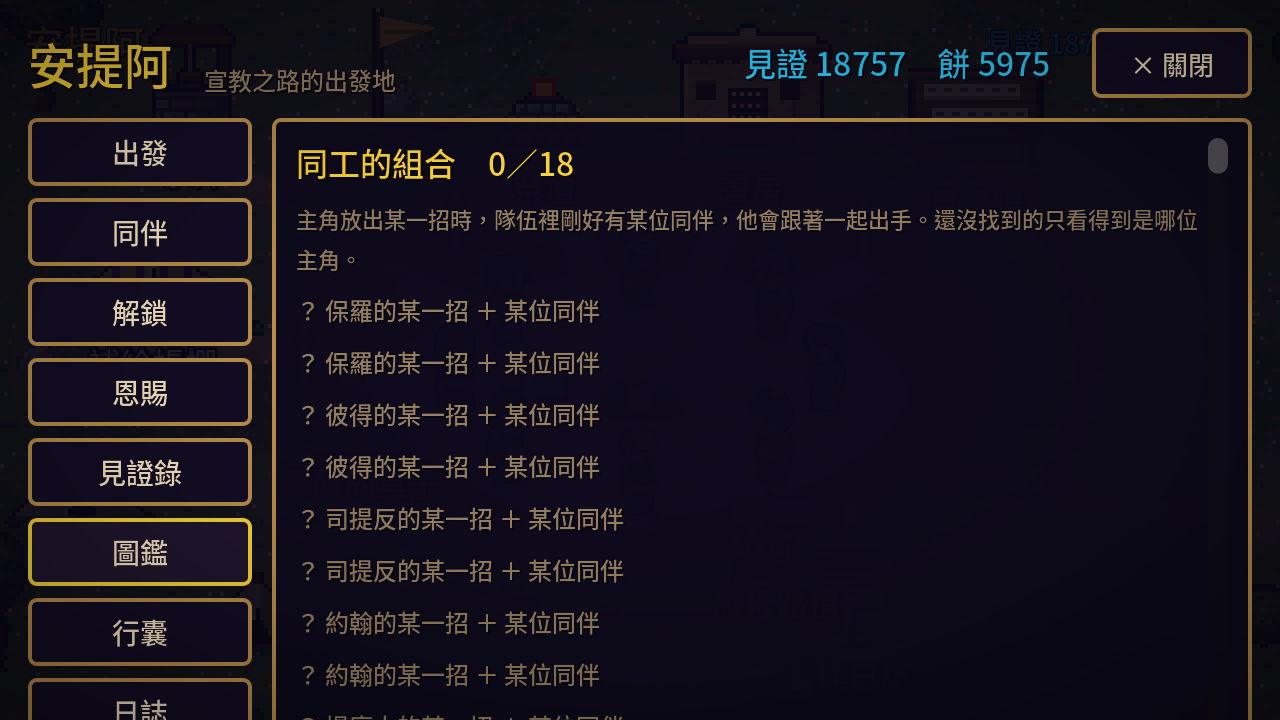 安提阿
宣教之路的出發地
見證 18757
餅 5975
× 關閉
出發
同伴
解鎖
恩賜
見證錄
圖鑑
行囊
日誌
同工的組合 0／18
主角放出某一招時，隊伍裡剛好有某位同伴，他會跟著一起出手。還沒找到的只看得到是哪位
主角。
？ 保羅的某一招 ＋ 某位同伴
？ 保羅的某一招 ＋ 某位同伴
？ 彼得的某一招 ＋ 某位同伴
？ 彼得的某一招 ＋ 某位同伴
？ 司提反的某一招 ＋ 某位同伴
？ 司提反的某一招 ＋ 某位同伴
？ 約翰的某一招 ＋ 某位同伴
？ 約翰的某一招 ＋ 某位同伴